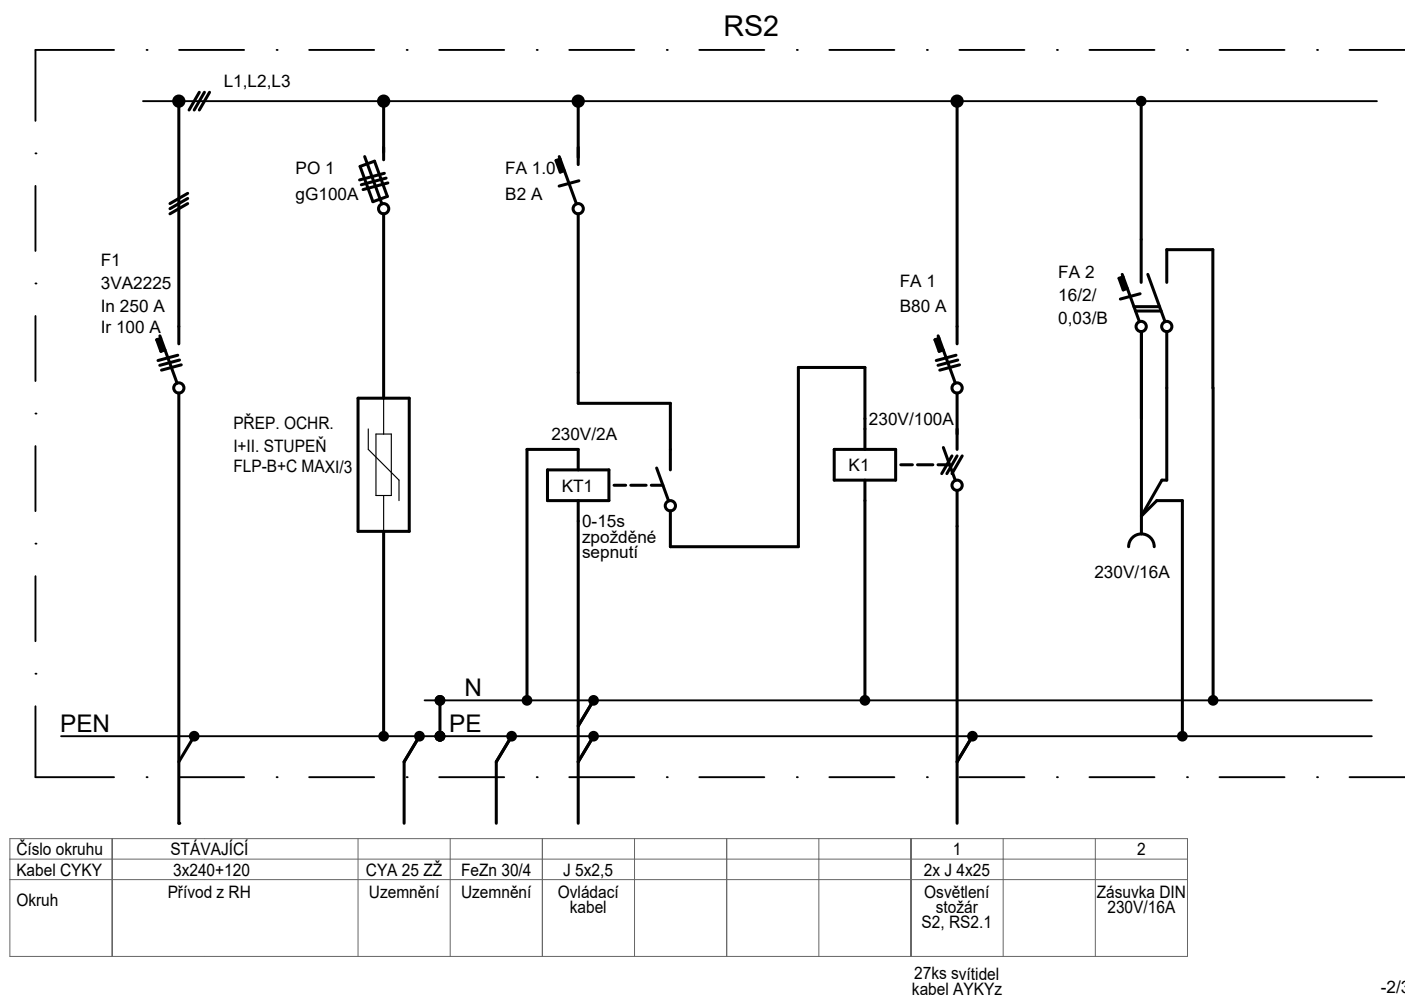 RS2
L1,L2,L3
PO 1
gG100A
FA 1.0
B2 A
F1
3VA2225
In 250 A
Ir 100 A
FA 1
B80 A
FA 2
16/2/
0,03/B
PŘEP. OCHR.
I+II. STUPEŇ
FLP-B+C MAXI/3
230V/2A
KT1
0-15s
zpožděné
sepnutí
230V/100A
K1
230V/16A
N
PEN
PE
Číslo okruhu STÁVAJÍCÍ 1 2
Kabel CYKY 3x240+120 CYA 25 ZŽ FeZn 30/4 J 5x2,5 2x J 4x25
Okruh Přívod z RH Uzemnění Uzemnění Ovládací kabel Osvětlení stožár S2, RS2.1 Zásuvka DIN 230V/16A
27ks svítidel
kabel AYKYz
-2/3